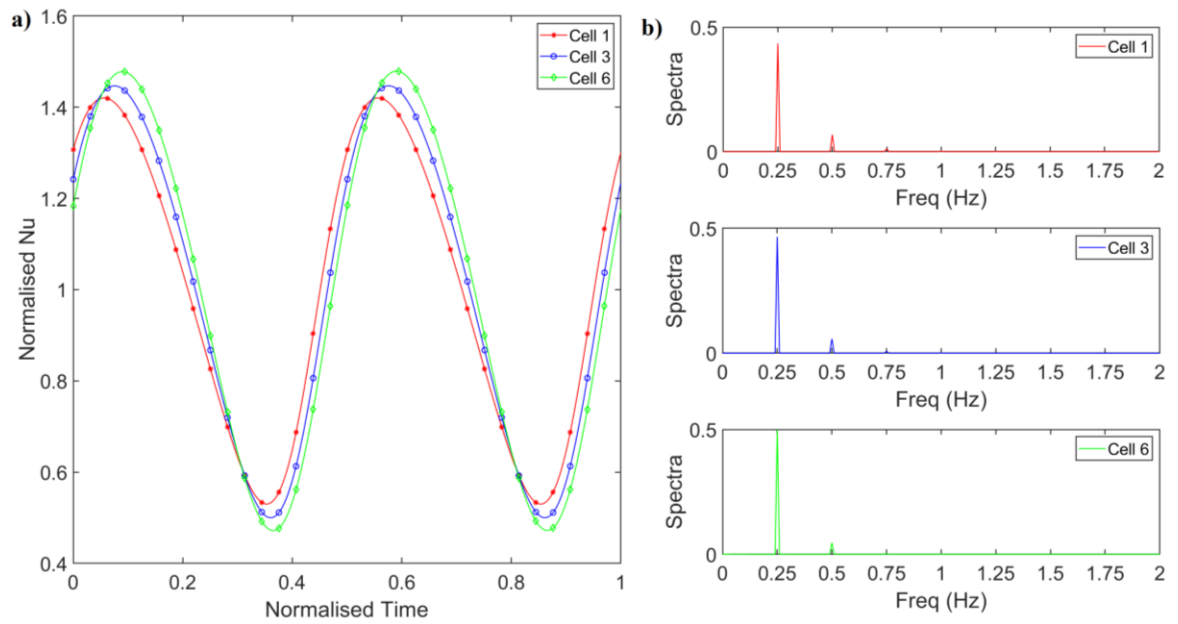 a)
1.6
1.4
1.2
1
0.8
0.6
0.4
Normalised Nu
Cell 1
Cell 3
Cell 6
0 0.2 0.4 0.6 0.8 1
Normalised Time
b)
0.5
0
Spectra
Cell 1
0 0.25 0.5 0.75 1 1.25 1.5 1.75 2
Freq (Hz)
0.5
0
Spectra
Cell 3
0 0.25 0.5 0.75 1 1.25 1.5 1.75 2
Freq (Hz)
0.5
0
Spectra
Cell 6
0 0.25 0.5 0.75 1 1.25 1.5 1.75 2
Freq (Hz)